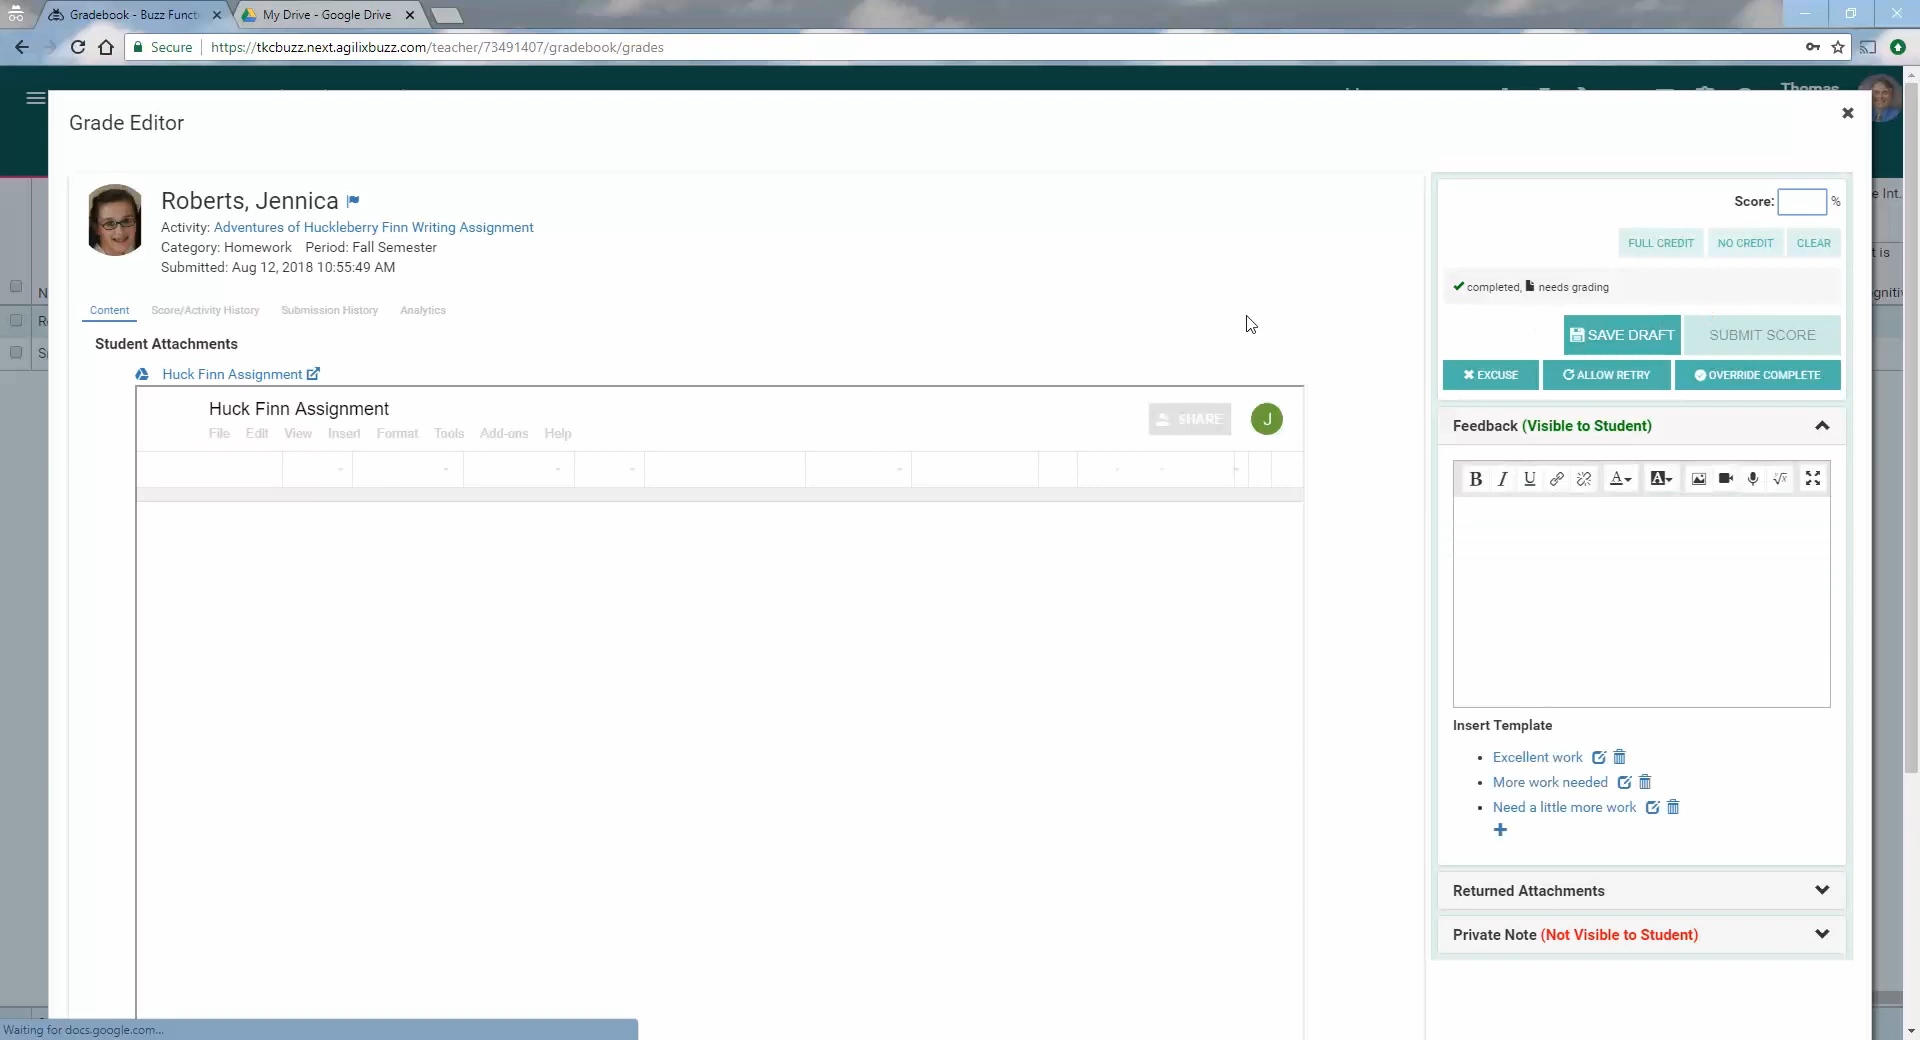 Gradebook - Buzz Funct
My Drive - Google Drive
Secure
https://tkcbuzz.next.agilixbuzz.com/teacher/73491407/gradebook/grades
Thomas
Grade Editor
Roberts, Jennica
Activity: Adventures of Huckleberry Finn Writing Assignment
Category: Homework Period: Fall Semester
Submitted: Aug 12, 2018 10:55:49 AM
Content Score/Activity History Submission History Analytics
Student Attachments
Huck Finn Assignment
Huck Finn Assignment
File Edit View Insert Format Tools Add-ons Help
SHARE
J
Score: %
FULL CREDIT NO CREDIT CLEAR
completed, needs grading
SAVE DRAFT SUBMIT SCORE
EXCUSE ALLOW RETRY OVERRIDE COMPLETE
Feedback (Visible to Student)
B I U A A √x
Insert Template
Excellent work
More work needed
Need a little more work
Returned Attachments
Private Note (Not Visible to Student)
Waiting for docs.google.com...